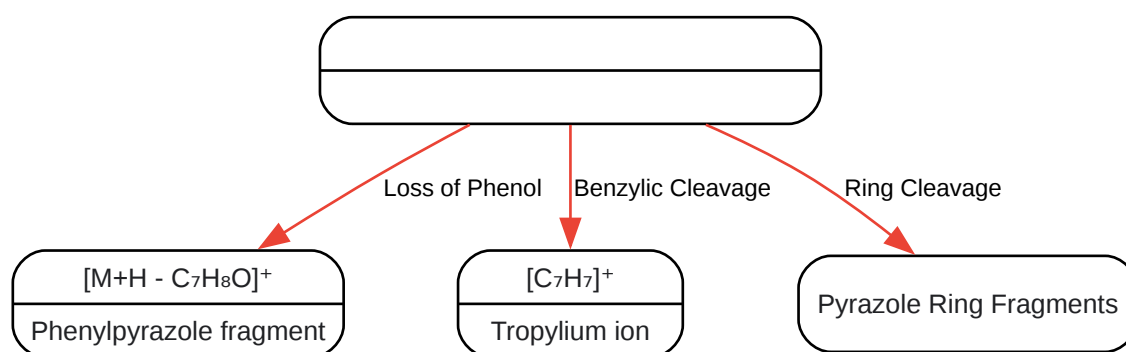 Loss of Phenol
Benzylic Cleavage
Ring Cleavage
[M+H - C₇H₈O]⁺
Phenylpyrazole fragment
[C₇H₇]⁺
Tropylium ion
Pyrazole Ring Fragments